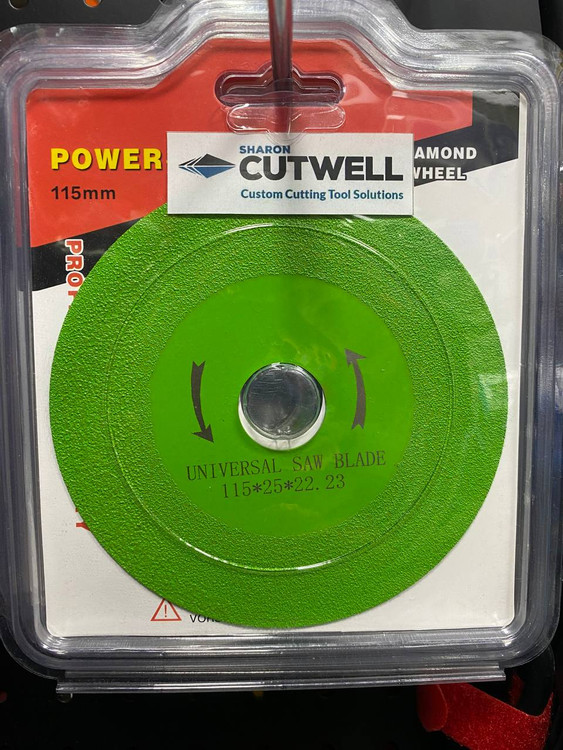 SHARON
CUTWELL
Custom Cutting Tool Solutions
POWER
115mm
AMOND
WHEEL
UNIVERSAL SAW BLADE
115*25*22.23